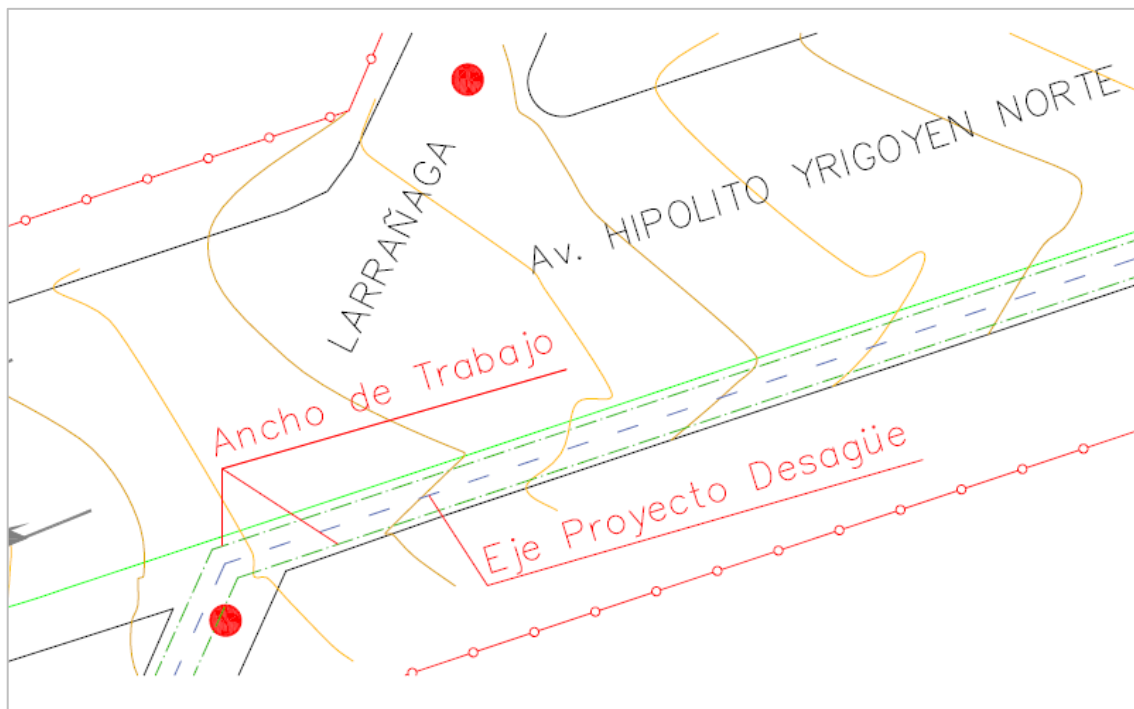 LARRAÑAGA
Av. HIPOLITO YRIGOYEN NORTE
Ancho de Trabajo
Eje Proyecto Desagüe